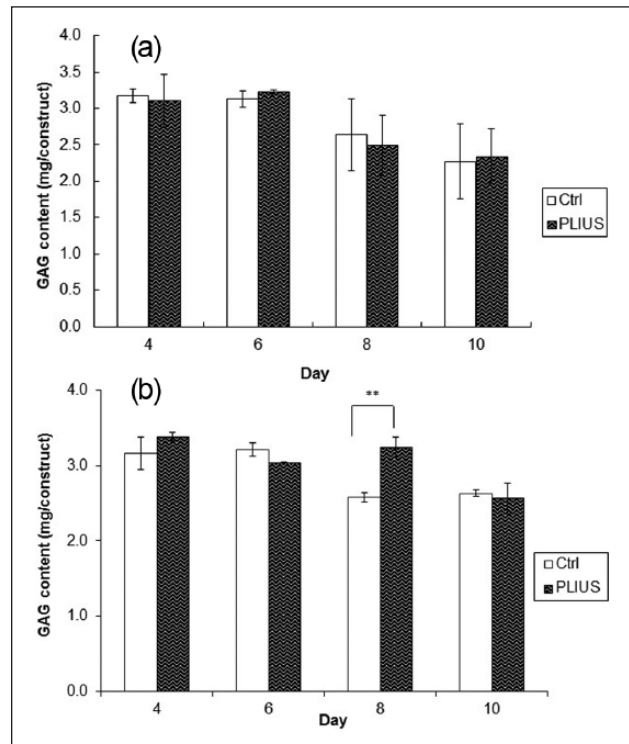 (a)
4.0
3.5
3.0
2.5
2.0
1.5
1.0
0.5
0.0
GAG content (mg/construct)
4 6 8 10
Day
Ctrl
PLIUS
(b)
4.0
3.0
2.0
1.0
0.0
GAG content (mg/construct)
**
4 6 8 10
Day
Ctrl
PLIUS